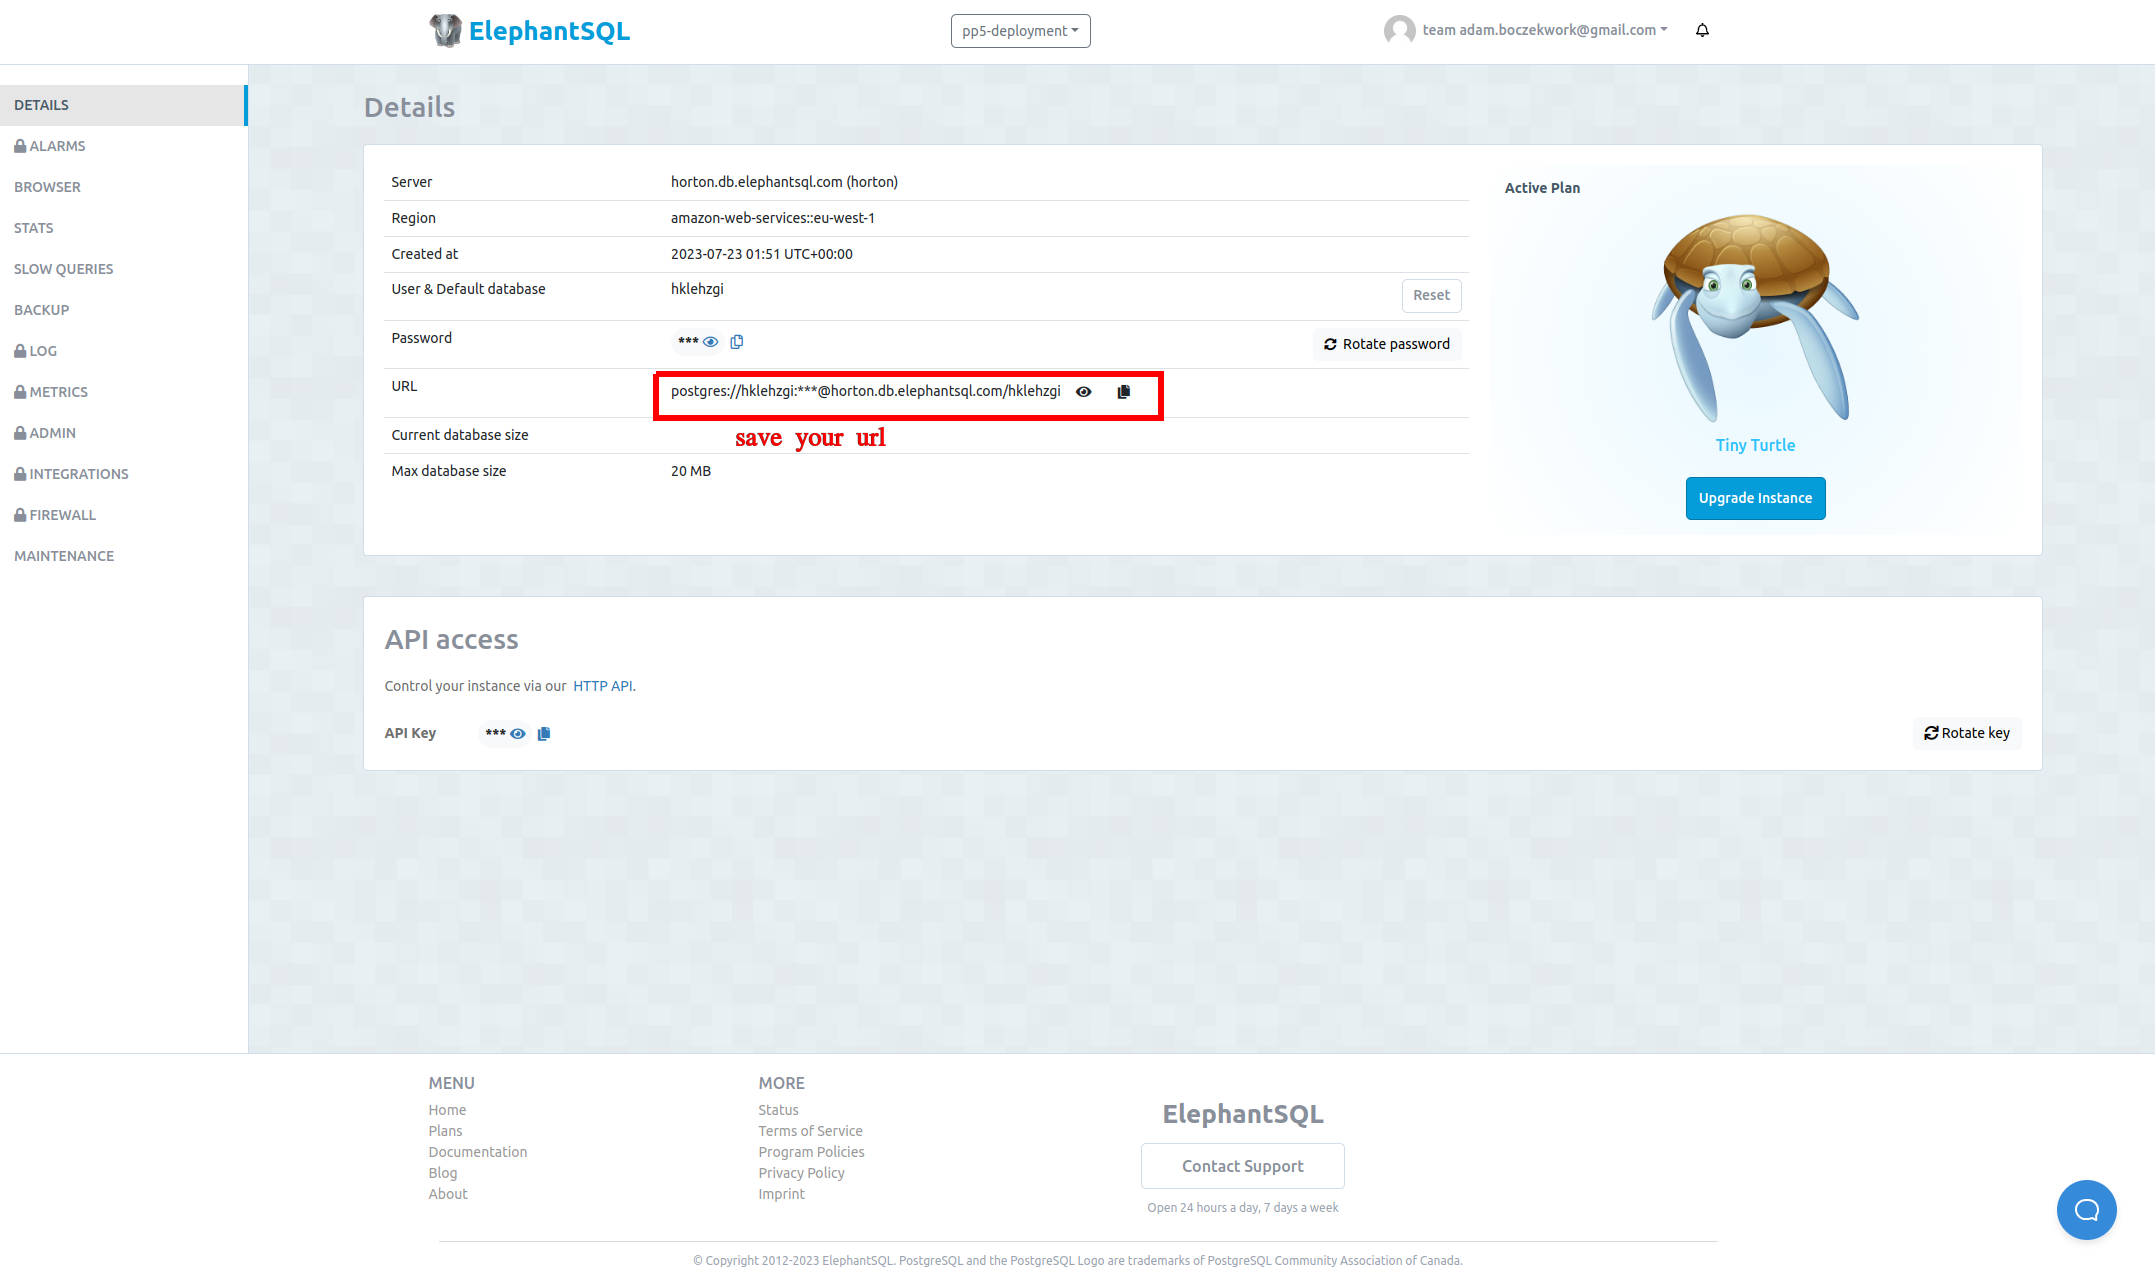 ElephantSQL
pp5-deployment
team adam.boczekwork@gmail.com
DETAILS
ALARMS
BROWSER
STATS
SLOW QUERIES
BACKUP
LOG
METRICS
ADMIN
INTEGRATIONS
FIREWALL
MAINTENANCE
Details
Server horton.db.elephantsql.com (horton)
Region amazon-web-services::eu-west-1
Created at 2023-07-23 01:51 UTC+00:00
User & Default database hklehzgi Reset
Password *** Rotate password
URL postgres://hklehzgi:***@horton.db.elephantsql.com/hklehzgi
Current database size save your url
Max database size 20 MB
Active Plan
Tiny Turtle
Upgrade Instance
API access
Control your instance via our HTTP API.
API Key *** Rotate key
MENU
Home
Plans
Documentation
Blog
About
MORE
Status
Terms of Service
Program Policies
Privacy Policy
Imprint
ElephantSQL
Contact Support
Open 24 hours a day, 7 days a week
© Copyright 2012-2023 ElephantSQL. PostgreSQL and the PostgreSQL Logo are trademarks of PostgreSQL Community Association of Canada.